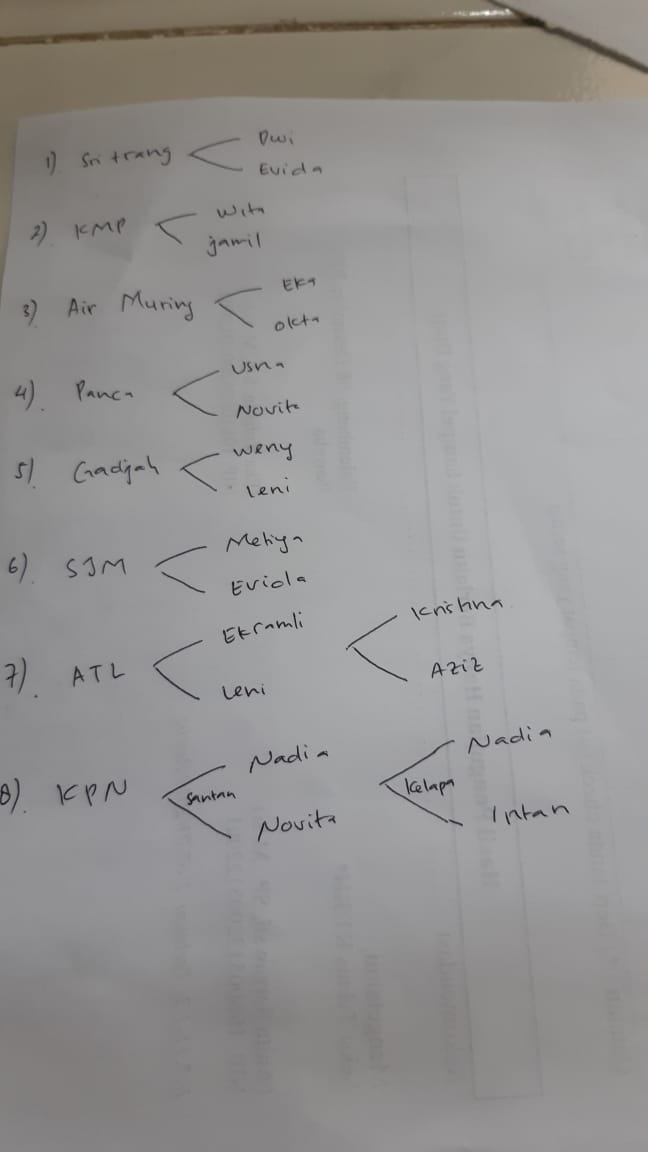 1) Sri trang Dwi
Evida
2) KMP Wita
jamil
3) Air Muring Eka
okta
4) Panca Usna
Novita
5) Gadjah weny
Leni
6) SJM Meliya
Evida
7) ATL Ekramli Krishna
Leni AZiZ
8) KPN santan Nadia Kelapa Nadia
Novita Intan